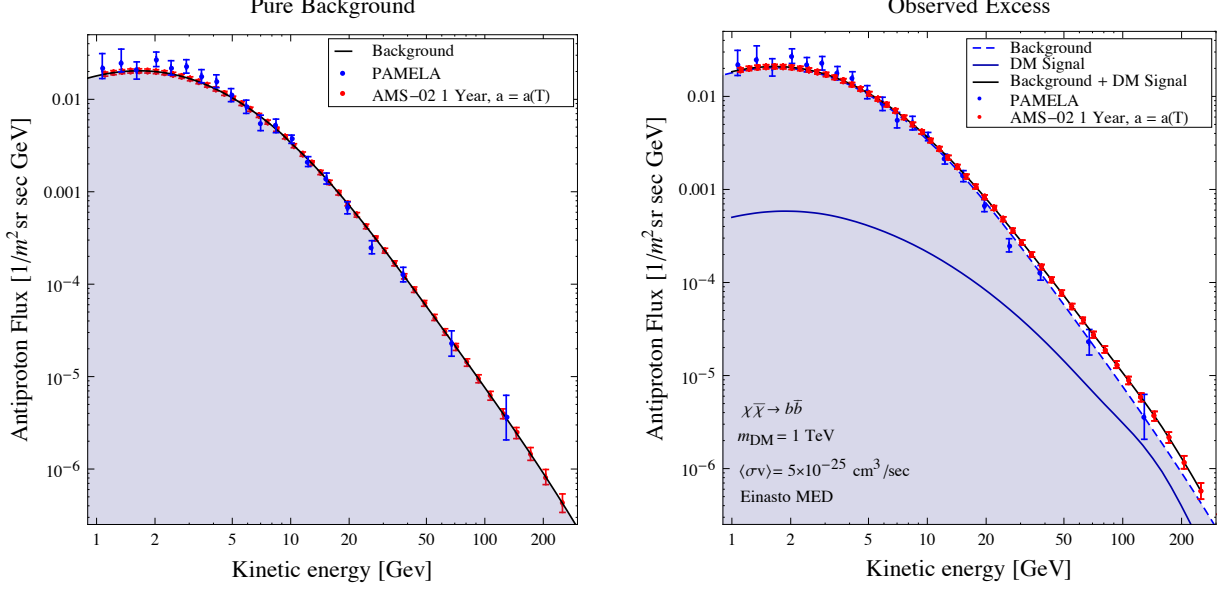 Pure Background
Background
PAMELA
AMS-02 1 Year, a = a(T)
0.01
0.001
10⁻⁴
10⁻⁵
10⁻⁶
Antiproton Flux [1/m² sr sec GeV]
1 2 5 10 20 50 100 200
Kinetic energy [Gev]
Observed Excess
Background
DM Signal
Background + DM Signal
PAMELA
AMS-02 1 Year, a = a(T)
0.01
0.001
10⁻⁴
10⁻⁵
10⁻⁶
Antiproton Flux [1/m² sr sec GeV]
χχ̅ → bb̅
m_DM = 1 TeV
⟨σv⟩ = 5×10⁻²⁵ cm³/sec
Einasto MED
1 2 5 10 20 50 100 200
Kinetic energy [GeV]